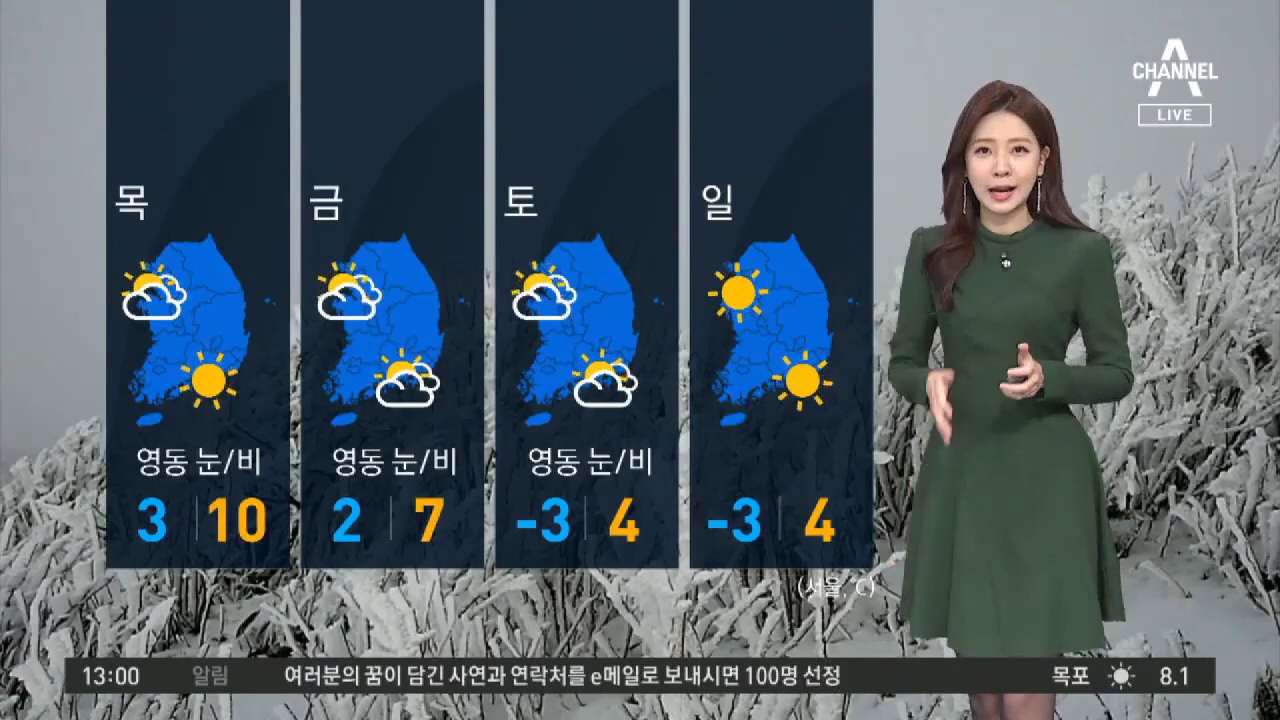 CHANNEL A
LIVE
목 금 토 일
영동 눈/비 영동 눈/비 영동 눈/비
3 10 2 7 -3 4 -3 4
(서울, ℃)
13:00 알림 여러분의 꿈이 담긴 사연과 연락처를 e메일로 보내시면 100명 선정 목포 8.1